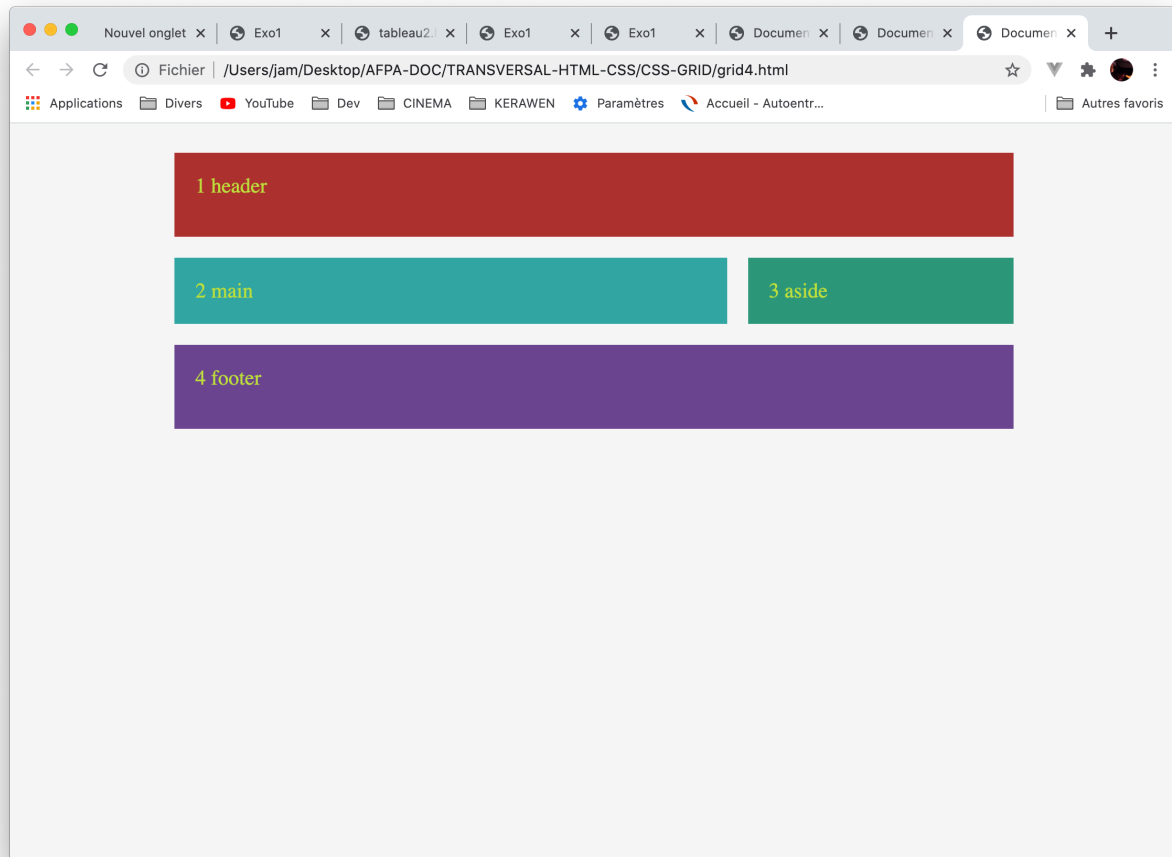 Nouvel onglet Exo1 tableau2. Exo1 Exo1 Documen Documen Documen
Fichier /Users/jam/Desktop/AFPA-DOC/TRANSVERSAL-HTML-CSS/CSS-GRID/grid4.html
Applications Divers YouTube Dev CINEMA KERAWEN Paramètres Accueil - Autoentr... Autres favoris
1 header
2 main 3 aside
4 footer